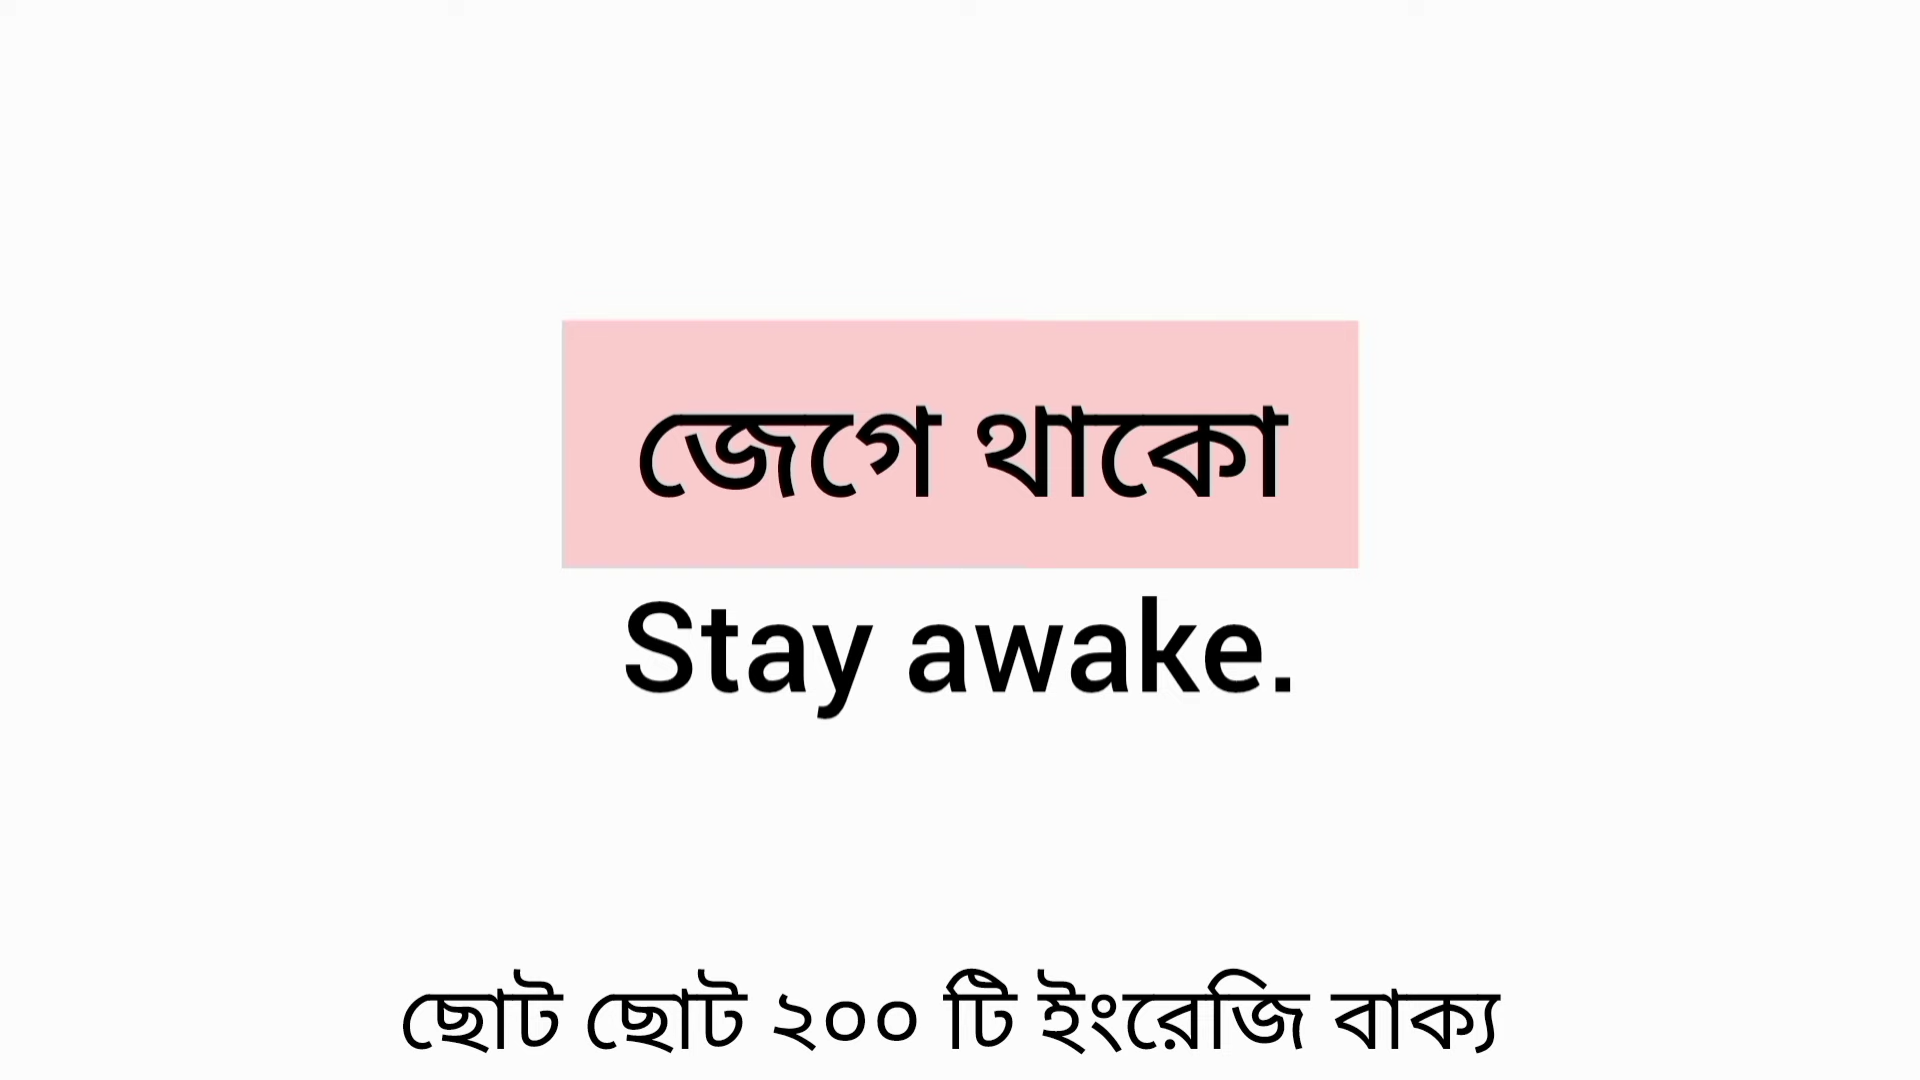 জেগে থাকো
Stay awake.
ছোট ছোট ২০০ টি ইংরেজি বাক্য